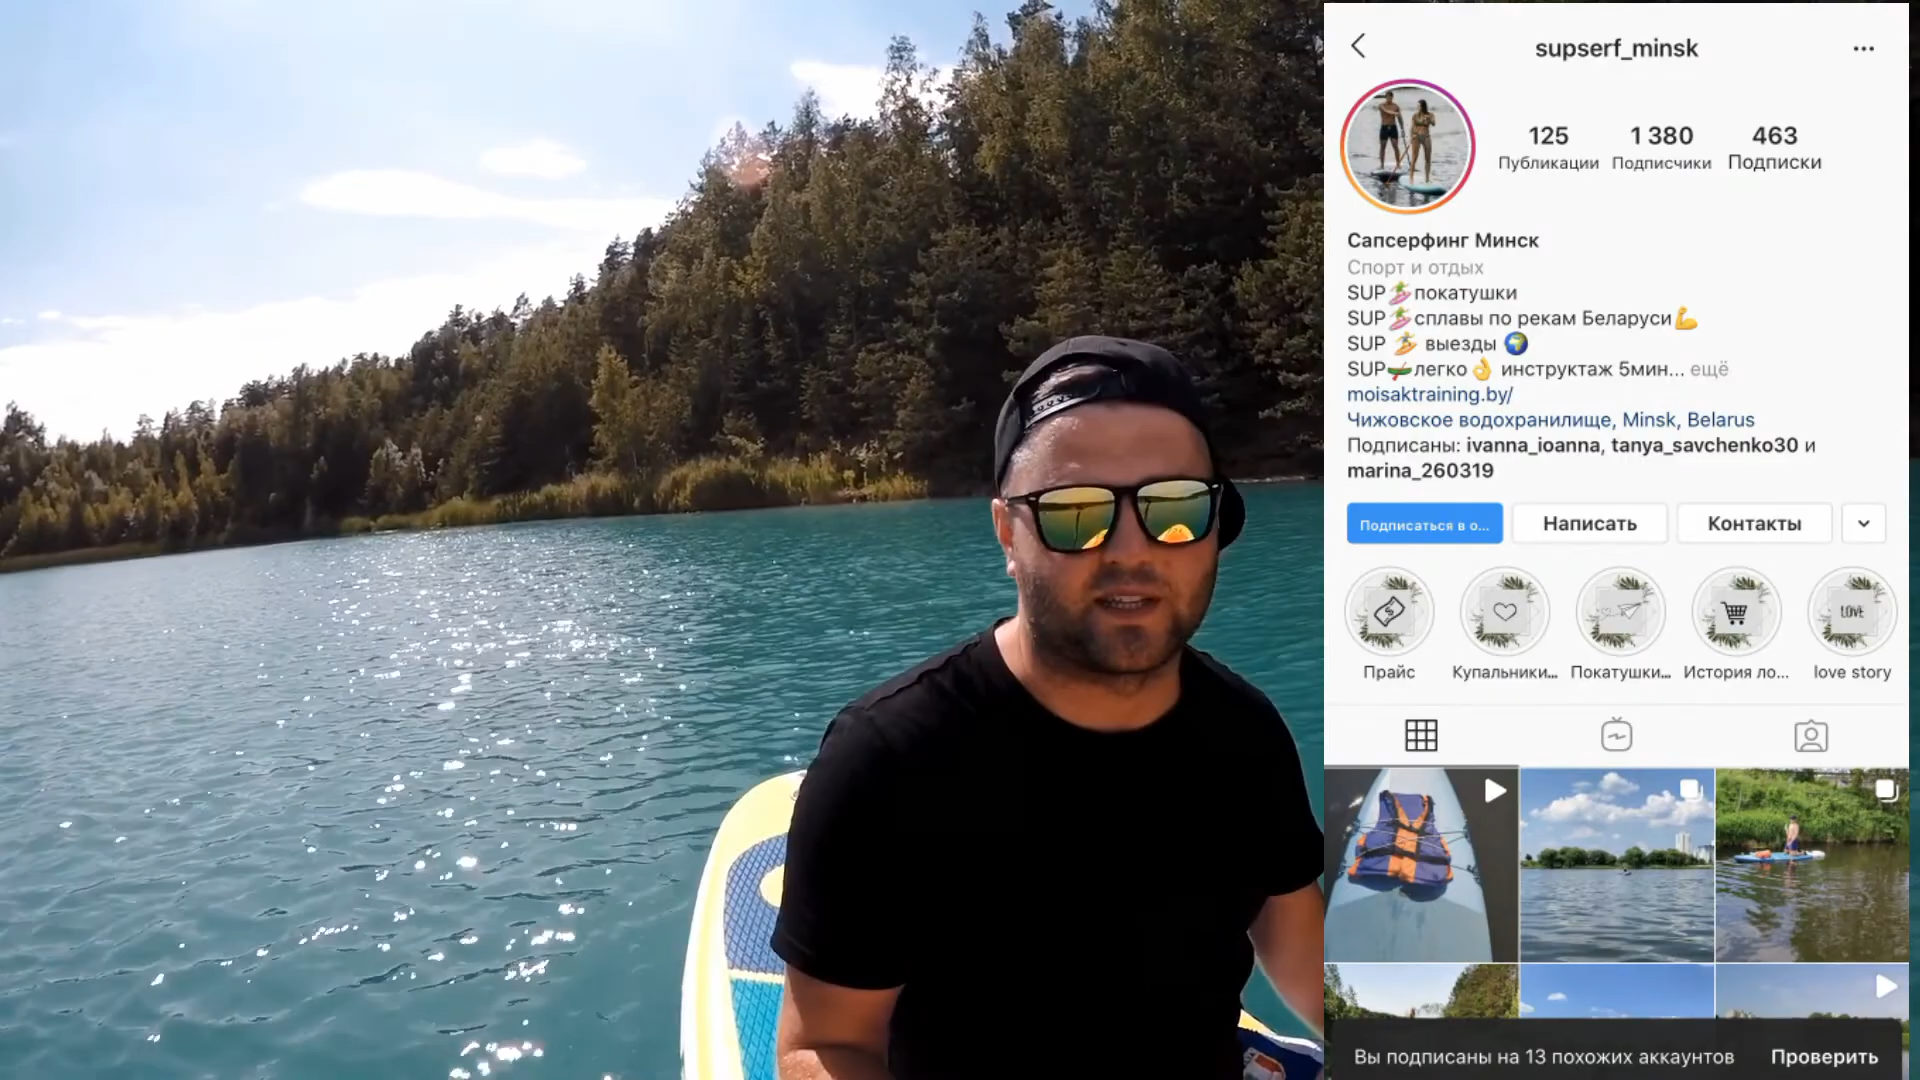 supserf_minsk
125
1 380
463
Публикации
Подписчики
Подписки
Сапсерфинг Минск
Спорт и отдых
SUP🏄‍♀️покатушки
SUP🏄‍♀️сплавы по рекам Беларуси💪
SUP 🏄 выезды 🌍
SUP🚣легко👌 инструктаж 5мин... ещё
moisaktraining.by/
Чижовское водохранилище, Minsk, Belarus
Подписаны: ivanna_ioanna, tanya_savchenko30 и
marina_260319
Подписаться в о...
Написать
Контакты
LOVE
Прайс
Купальники...
Покатушки...
История ло...
love story
Вы подписаны на 13 похожих аккаунтов
Проверить